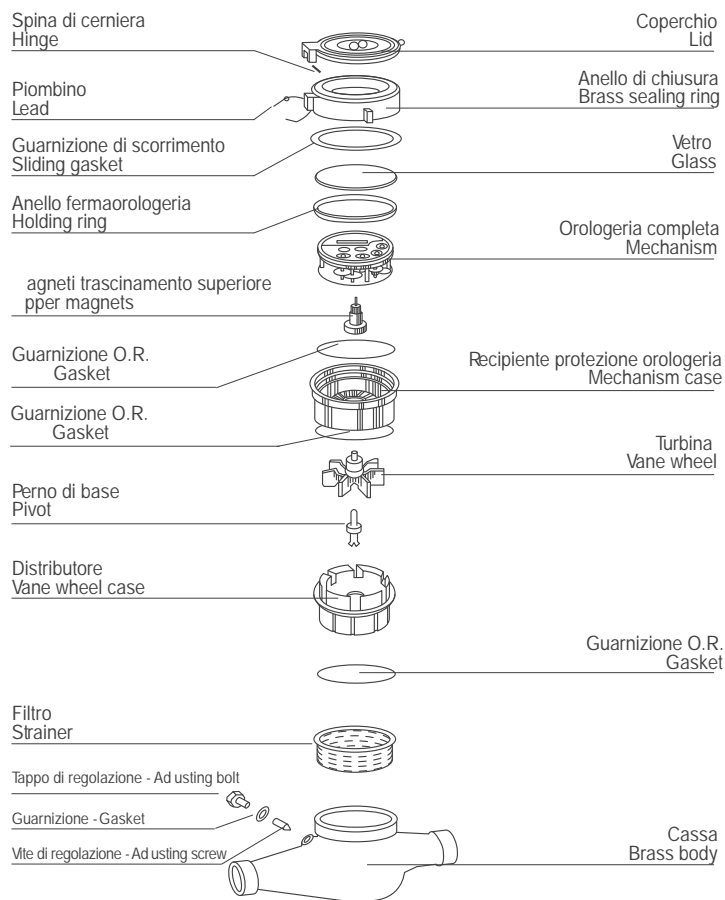 Spina di cerniera
Hinge
Coperchio
Lid
Piombino
Lead
Anello di chiusura
Brass sealing ring
Guarnizione di scorrimento
Sliding gasket
Vetro
Glass
Anello fermaorologeria
Holding ring
Orologeria completa
Mechanism
agneti trascinamento superiore
pper magnets
Guarnizione O.R.
Gasket
Recipiente protezione orologeria
Mechanism case
Guarnizione O.R.
Gasket
Turbina
Vane wheel
Perno di base
Pivot
Distributore
Vane wheel case
Guarnizione O.R.
Gasket
Filtro
Strainer
Tappo di regolazione - Ad usting bolt
Guarnizione - Gasket
Vite di regolazione - Ad usting screw
Cassa
Brass body